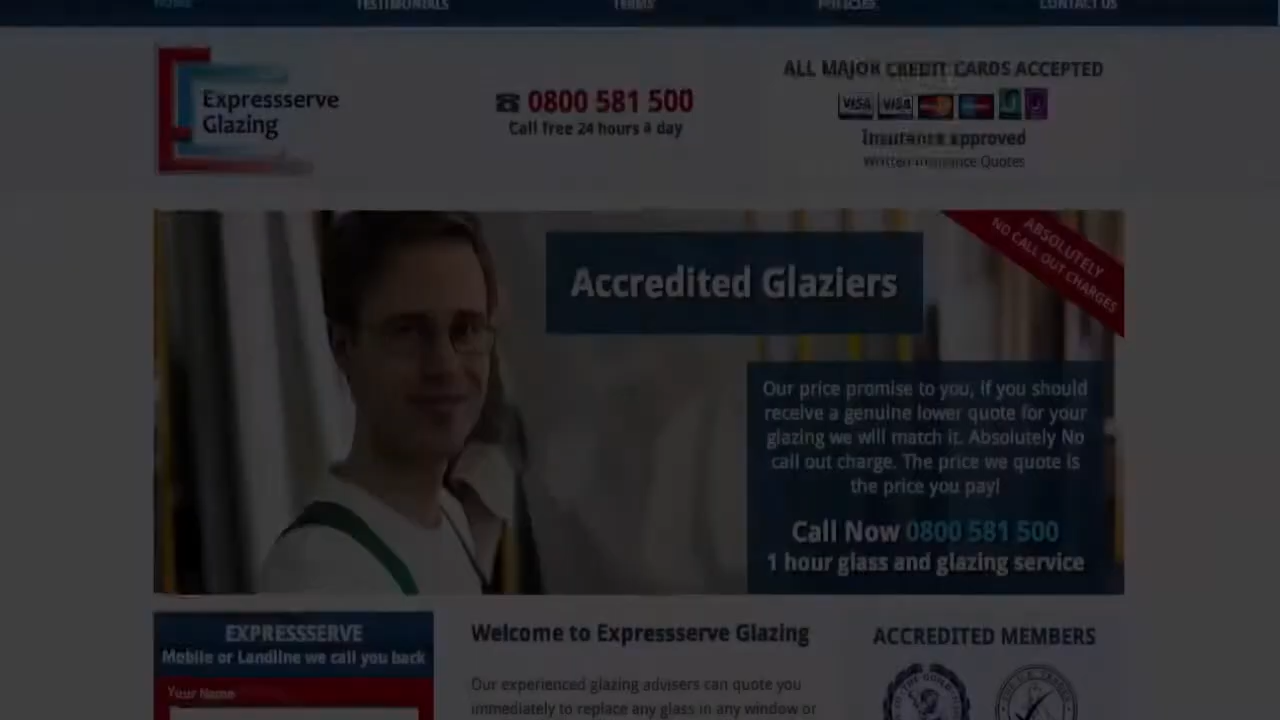 HOME TESTIMONIALS TERMS POLICIES CONTACT US
Expressserve
Glazing
0800 581 500
Call free 24 hours a day
ALL MAJOR CREDIT CARDS ACCEPTED
VISA VISA
Insurance approved
Written Insurance Quotes
Accredited Glaziers
ABSOLUTELY
NO CALL OUT CHARGES
Our price promise to you, if you should
receive a genuine lower quote for your
glazing we will match it. Absolutely No
call out charge. The price we quote is
the price you pay!
Call Now 0800 581 500
1 hour glass and glazing service
EXPRESSSERVE
Mobile or Landline we call you back
Your Name
Welcome to Expressserve Glazing
Our experienced glazing advisers can quote you
immediately to replace any glass in any window or
ACCREDITED MEMBERS